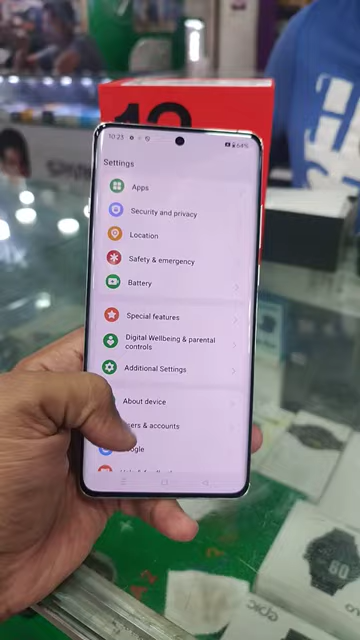 10:23
64%
Settings
Apps
Security and privacy
Location
Safety & emergency
Battery
Special features
Digital Wellbeing & parental
controls
Additional Settings
About device
sers & accounts
ogle